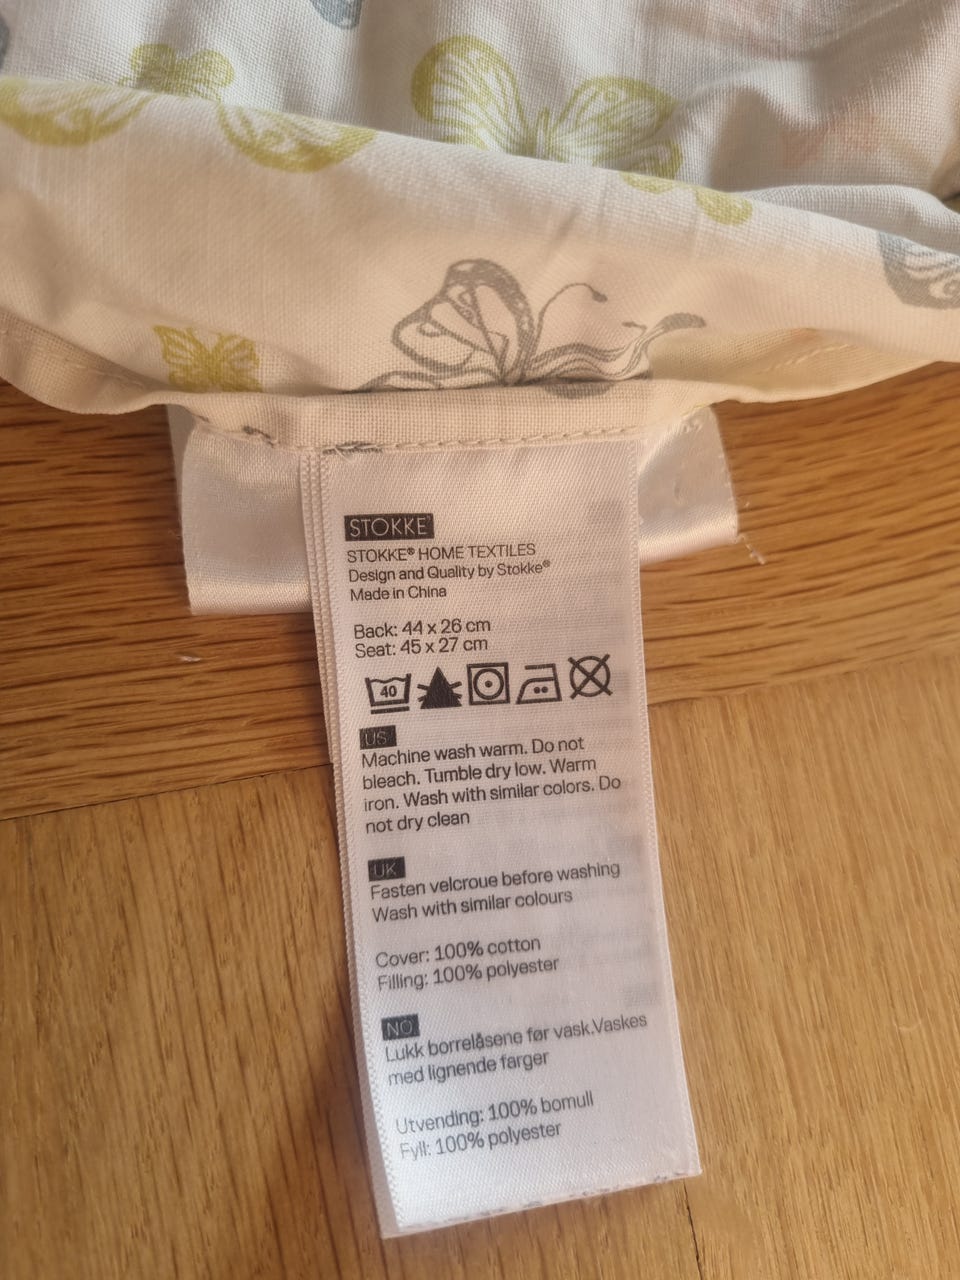 STOKKE
STOKKE® HOME TEXTILES
Design and Quality by Stokke®
Made in China
Back: 44 x 26 cm
Seat: 45 x 27 cm
40
US
Machine wash warm. Do not
bleach. Tumble dry low. Warm
iron. Wash with similar colors. Do
not dry clean
UK
Fasten velcroue before washing
Wash with similar colours
Cover: 100% cotton
Filling: 100% polyester
NO
Lukk borrelåsene før vask.Vaskes
med lignende farger
Utvending: 100% bomull
Fyll: 100% polyester